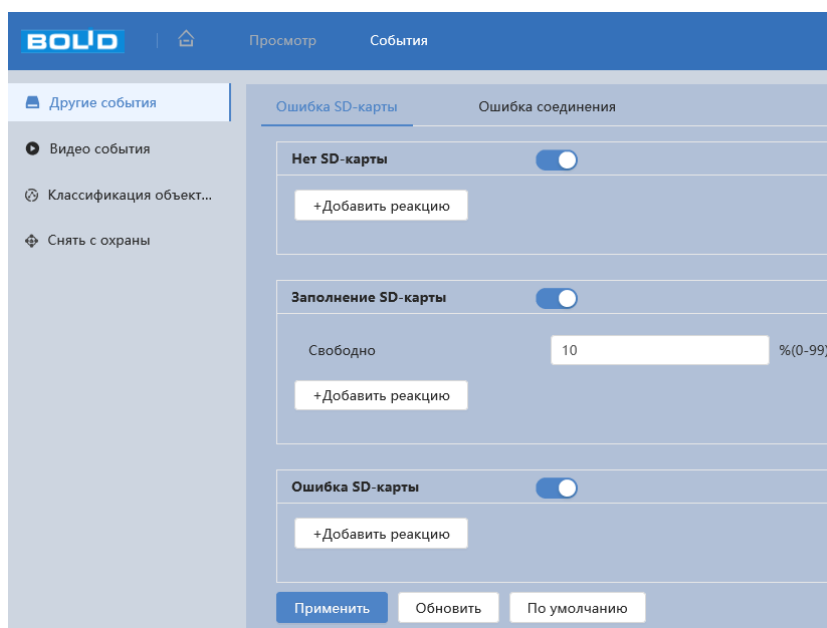 BOLID
Просмотр События
Другие события
Видео события
Классификация объект...
Снять с охраны
Ошибка SD-карты Ошибка соединения
Нет SD-карты
+Добавить реакцию
Заполнение SD-карты
Свободно 10 %(0-99)
+Добавить реакцию
Ошибка SD-карты
+Добавить реакцию
Применить Обновить По умолчанию